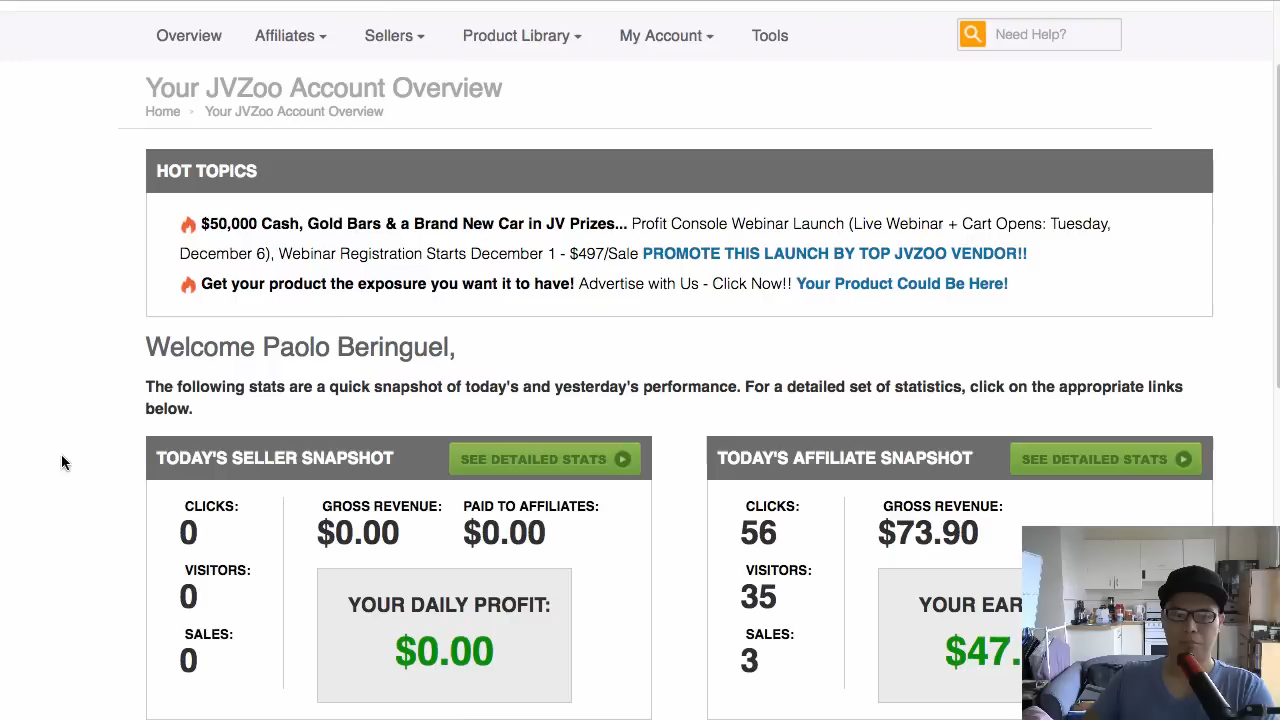 Overview Affiliates Sellers Product Library My Account Tools Need Help?
Your JVZoo Account Overview
Home > Your JVZoo Account Overview
HOT TOPICS
$50,000 Cash, Gold Bars & a Brand New Car in JV Prizes... Profit Console Webinar Launch (Live Webinar + Cart Opens: Tuesday,
December 6), Webinar Registration Starts December 1 - $497/Sale PROMOTE THIS LAUNCH BY TOP JVZOO VENDOR!!
Get your product the exposure you want it to have! Advertise with Us - Click Now!! Your Product Could Be Here!
Welcome Paolo Beringuel,
The following stats are a quick snapshot of today's and yesterday's performance. For a detailed set of statistics, click on the appropriate links
below.
TODAY'S SELLER SNAPSHOT SEE DETAILED STATS
CLICKS: GROSS REVENUE: PAID TO AFFILIATES:
0 $0.00 $0.00
VISITORS:
0
YOUR DAILY PROFIT:
SALES:
0
$0.00
TODAY'S AFFILIATE SNAPSHOT SEE DETAILED STATS
CLICKS: GROSS REVENUE:
56 $73.90
VISITORS:
35
YOUR EAR
SALES:
3
$47.